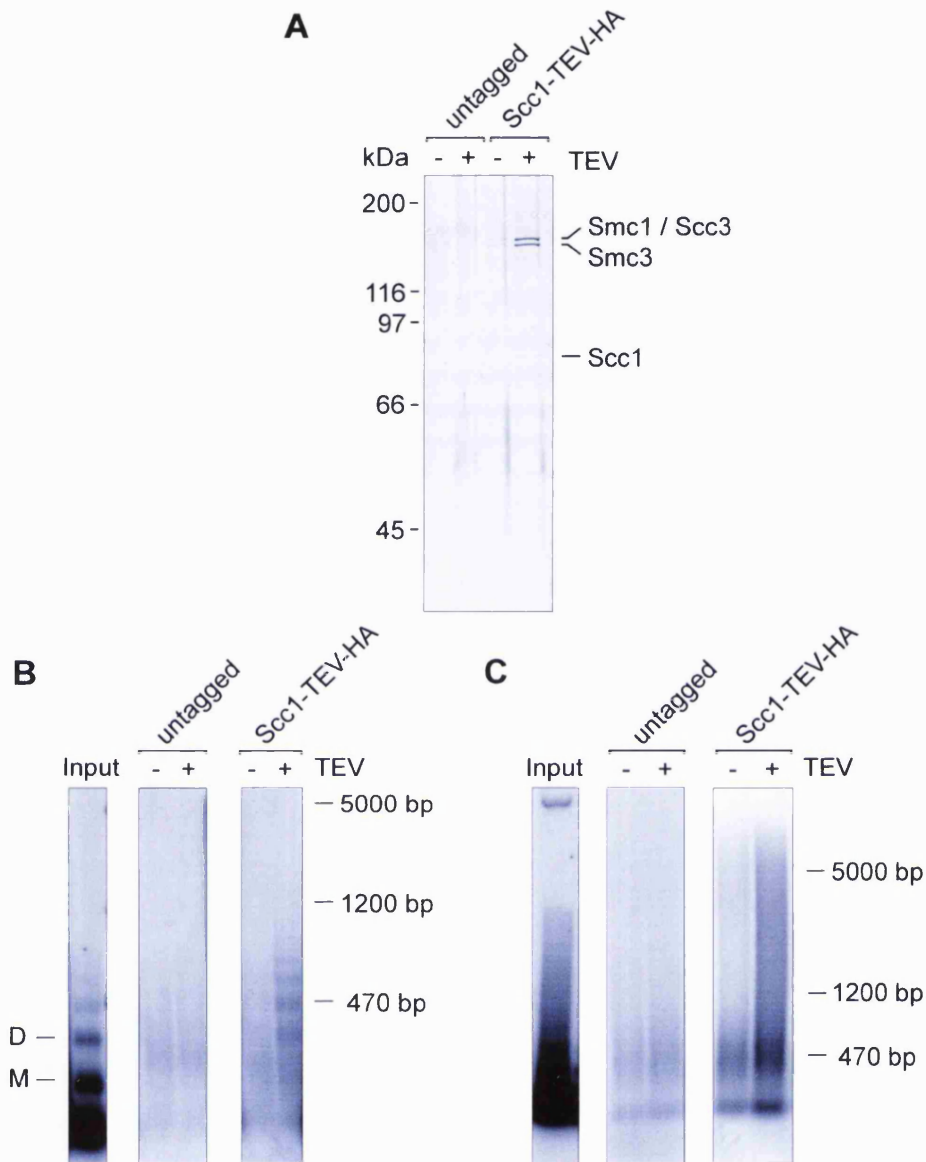 A
untagged
Scc1-TEV-HA
kDa - + - + TEV
200
Smc1 / Scc3
Smc3
116
97
Scc1
66
45
B
untagged
Scc1-TEV-HA
Input - + - + TEV
5000 bp
1200 bp
470 bp
D
M
C
untagged
Scc1-TEV-HA
Input - + - + TEV
5000 bp
1200 bp
470 bp